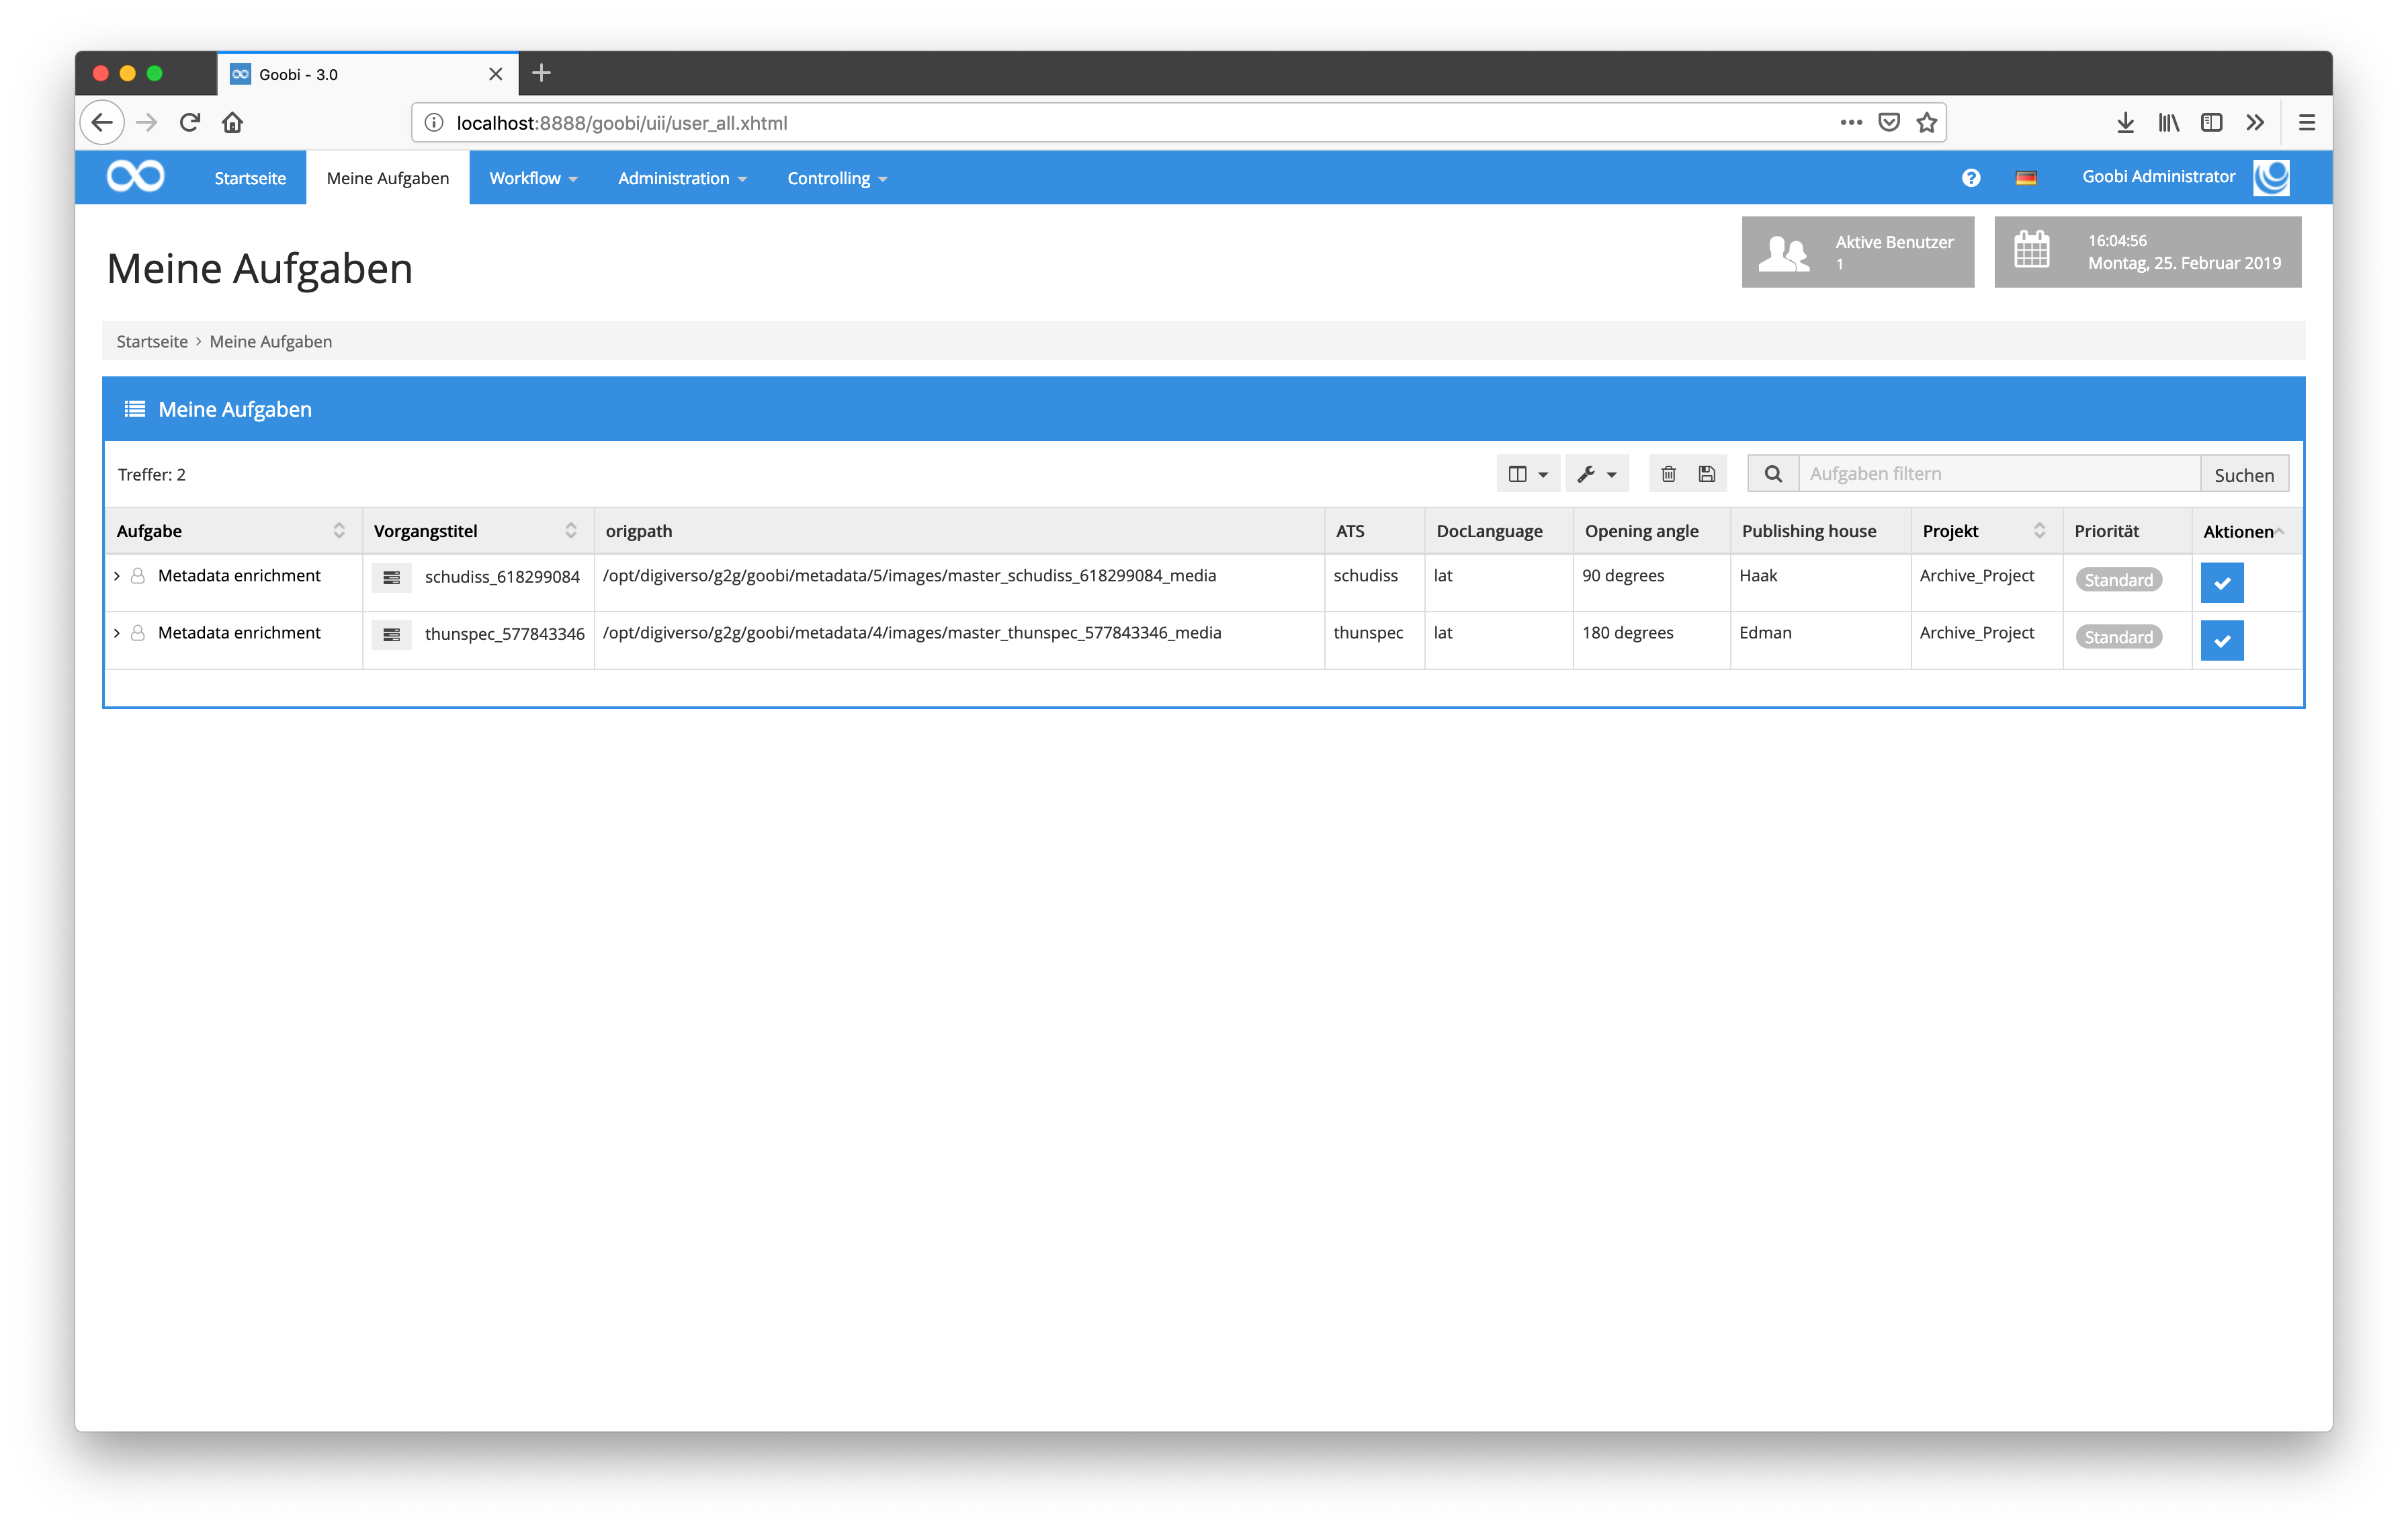 Goobi - 3.0
localhost:8888/goobi/uii/user_all.xhtml
Startseite Meine Aufgaben Workflow Administration Controlling Goobi Administrator
Meine Aufgaben
Aktive Benutzer
1
16:04:56
Montag, 25. Februar 2019
Startseite › Meine Aufgaben
Meine Aufgaben
Treffer: 2 Aufgaben filtern Suchen
Aufgabe Vorgangstitel origpath ATS DocLanguage Opening angle Publishing house Projekt Priorität Aktionen
Metadata enrichment schudiss_618299084 /opt/digiverso/g2g/goobi/metadata/5/images/master_schudiss_618299084_media schudiss lat 90 degrees Haak Archive_Project Standard
Metadata enrichment thunspec_577843346 /opt/digiverso/g2g/goobi/metadata/4/images/master_thunspec_577843346_media thunspec lat 180 degrees Edman Archive_Project Standard